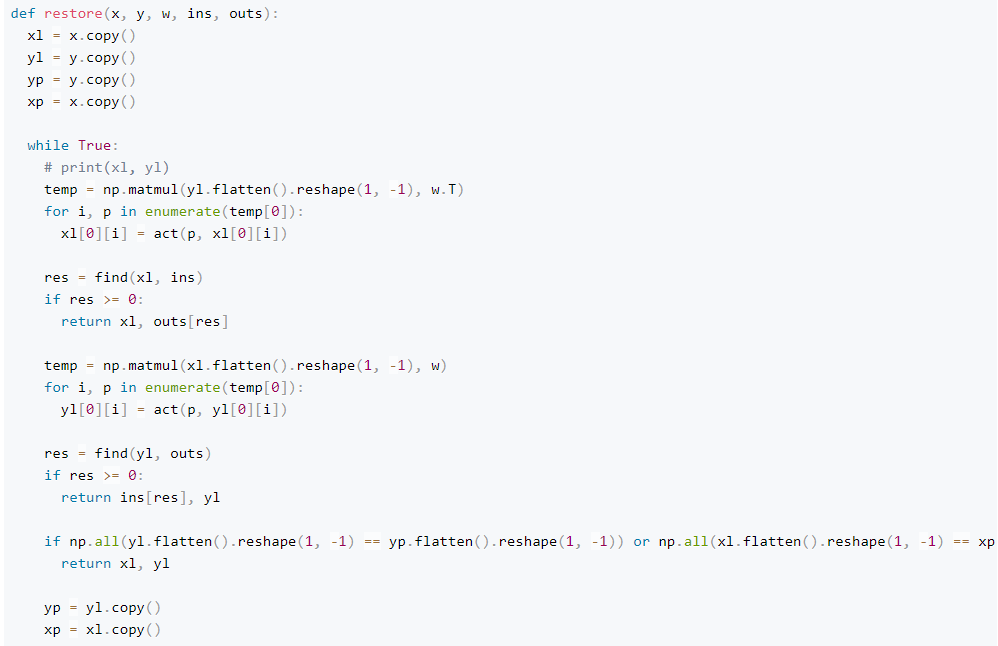 def restore(x, y, w, ins, outs):
  xl = x.copy()
  yl = y.copy()
  yp = y.copy()
  xp = x.copy()

  while True:
    # print(xl, yl)
    temp = np.matmul(yl.flatten().reshape(1, -1), w.T)
    for i, p in enumerate(temp[0]):
      xl[0][i] = act(p, xl[0][i])

    res = find(xl, ins)
    if res >= 0:
      return xl, outs[res]

    temp = np.matmul(xl.flatten().reshape(1, -1), w)
    for i, p in enumerate(temp[0]):
      yl[0][i] = act(p, yl[0][i])

    res = find(yl, outs)
    if res >= 0:
      return ins[res], yl

    if np.all(yl.flatten().reshape(1, -1) == yp.flatten().reshape(1, -1)) or np.all(xl.flatten().reshape(1, -1) == xp
      return xl, yl

    yp = yl.copy()
    xp = xl.copy()